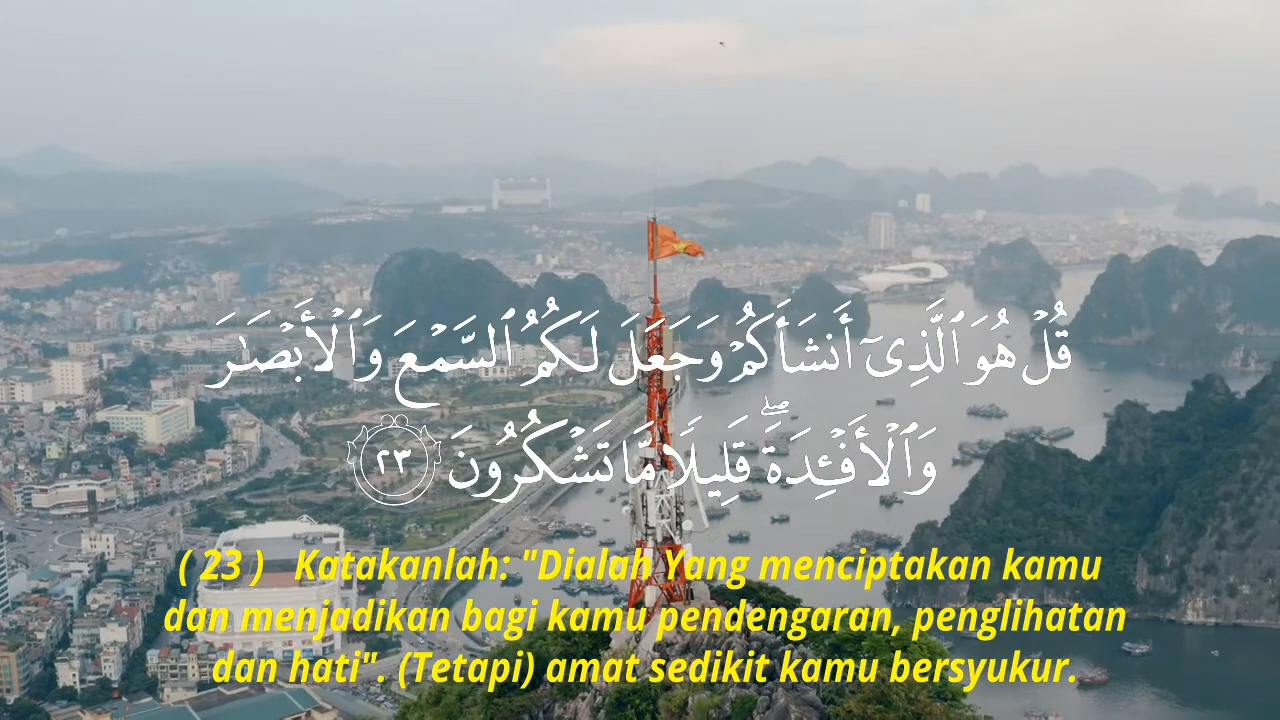 قُلْ هُوَ ٱلَّذِىٓ أَنشَأَكُمْ وَجَعَلَ لَكُمُ ٱلسَّمْعَ وَٱلْأَبْصَـٰرَ
وَٱلْأَفْـِٔدَةَ ۖ قَلِيلًا مَّا تَشْكُرُونَ ٢٣
( 23 ) Katakanlah: "Dialah Yang menciptakan kamu
dan menjadikan bagi kamu pendengaran, penglihatan
dan hati". (Tetapi) amat sedikit kamu bersyukur.